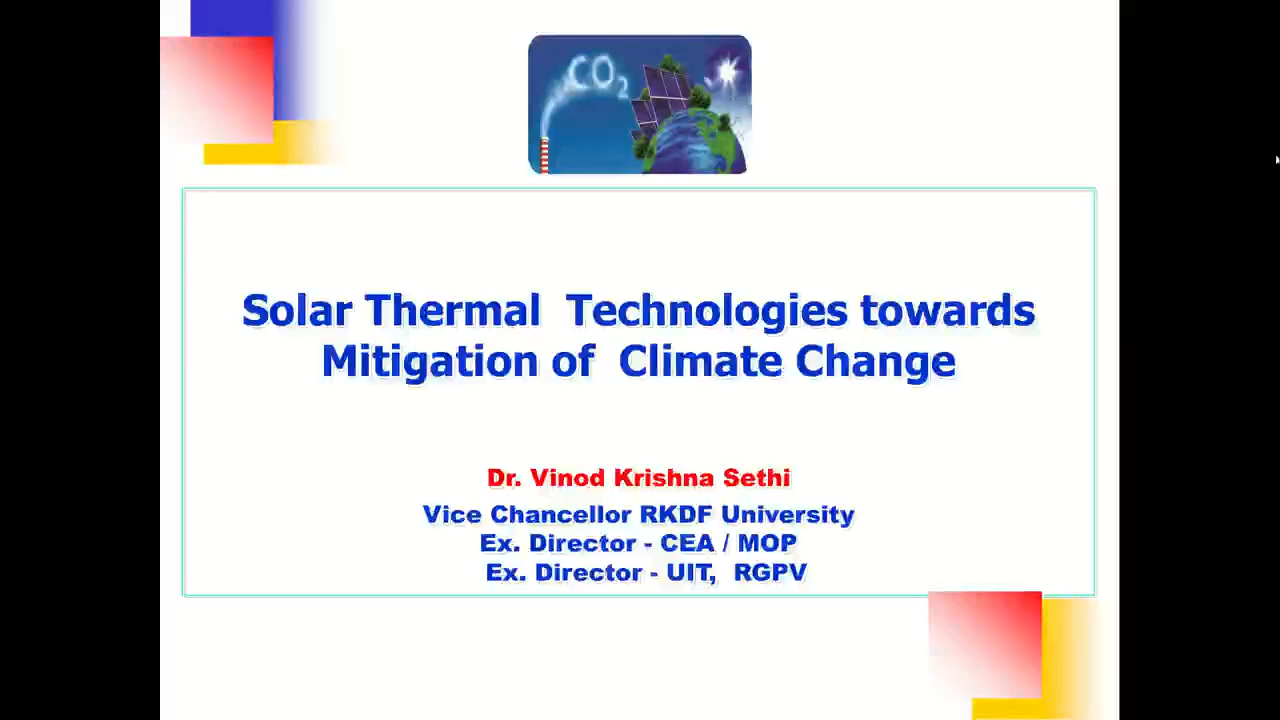 CO2
Solar Thermal Technologies towards
Mitigation of Climate Change
Dr. Vinod Krishna Sethi
Vice Chancellor RKDF University
Ex. Director - CEA / MOP
Ex. Director - UIT, RGPV